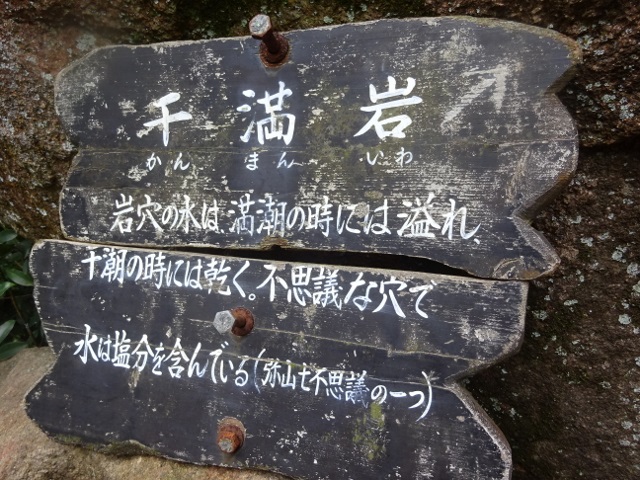 干満岩
かんまんいわ
岩穴の水は、満潮の時には溢れ、
干潮の時には乾く。不思議な穴で
水は塩分を含んでいる(弥山七不思議の一つ)